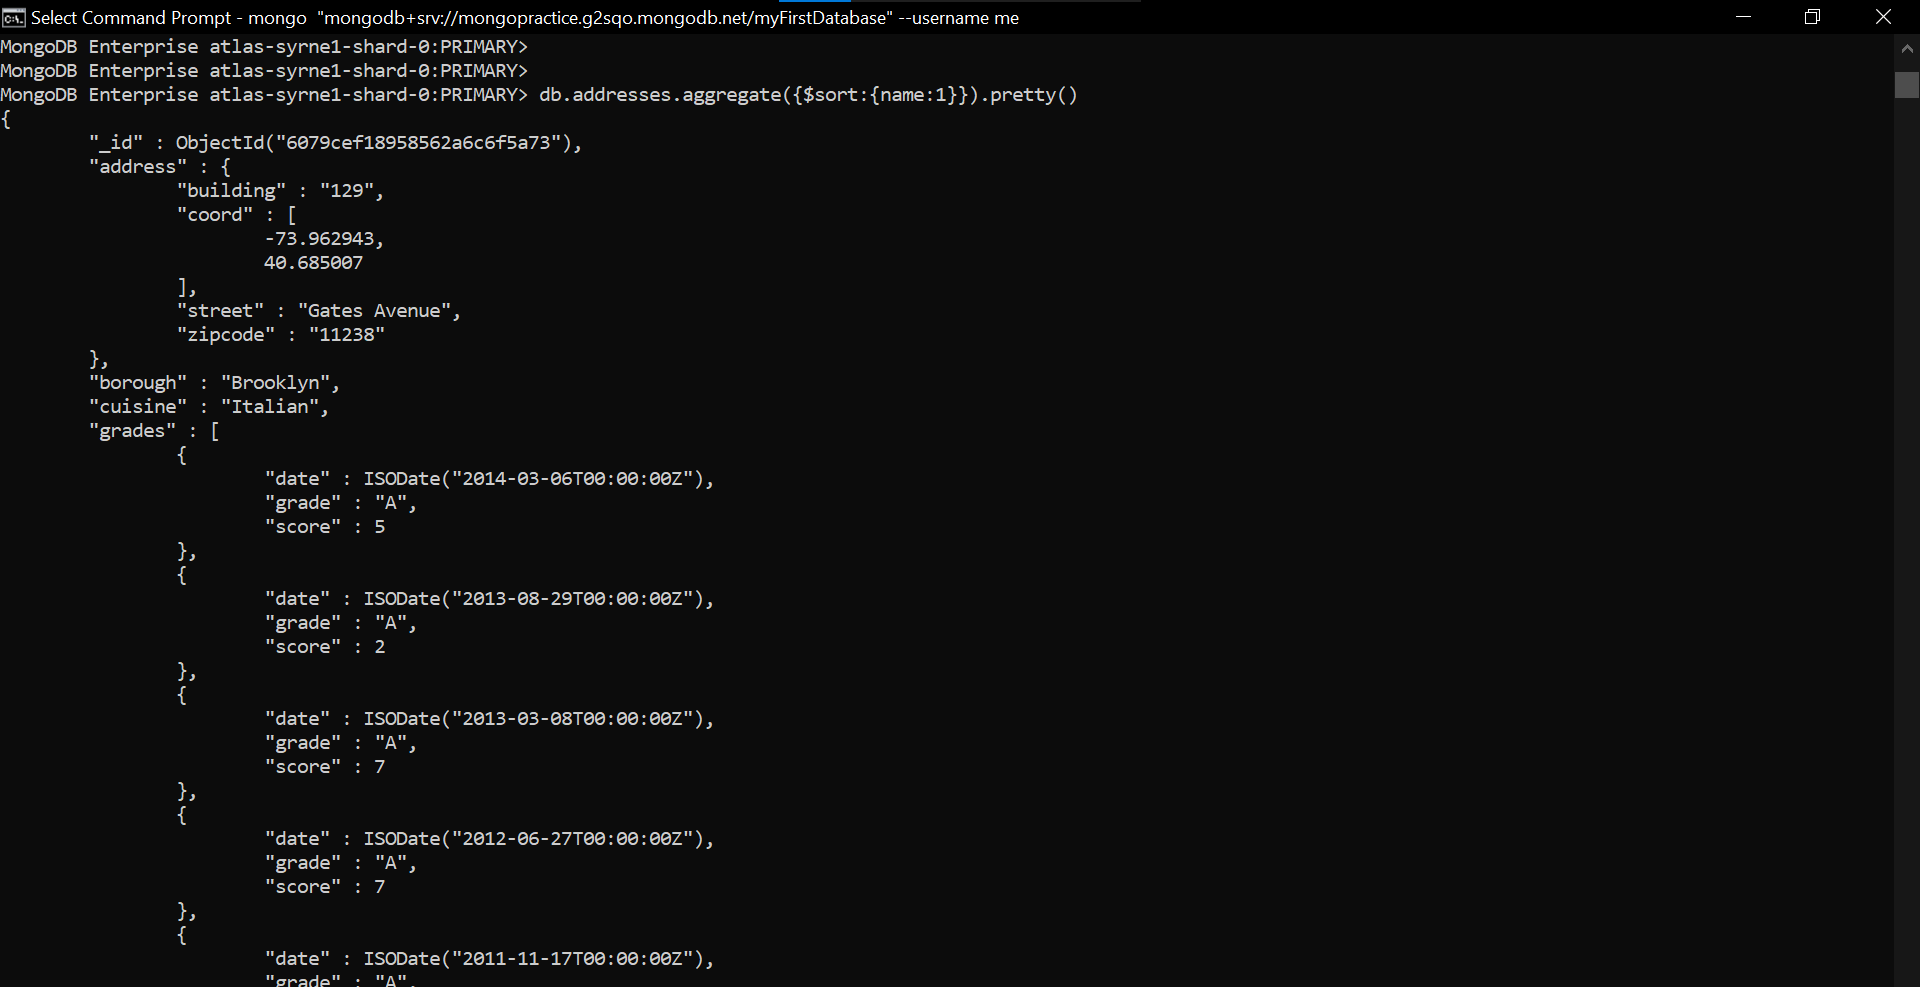 Select Command Prompt - mongo "mongodb+srv://mongopractice.g2sqo.mongodb.net/myFirstDatabase" --username me
MongoDB Enterprise atlas-syrne1-shard-0:PRIMARY>
MongoDB Enterprise atlas-syrne1-shard-0:PRIMARY>
MongoDB Enterprise atlas-syrne1-shard-0:PRIMARY> db.addresses.aggregate({$sort:{name:1}}).pretty()
{
"_id" : ObjectId("6079cef18958562a6c6f5a73"),
"address" : {
"building" : "129",
"coord" : [
-73.962943,
40.685007
],
"street" : "Gates Avenue",
"zipcode" : "11238"
},
"borough" : "Brooklyn",
"cuisine" : "Italian",
"grades" : [
{
"date" : ISODate("2014-03-06T00:00:00Z"),
"grade" : "A",
"score" : 5
},
{
"date" : ISODate("2013-08-29T00:00:00Z"),
"grade" : "A",
"score" : 2
},
{
"date" : ISODate("2013-03-08T00:00:00Z"),
"grade" : "A",
"score" : 7
},
{
"date" : ISODate("2012-06-27T00:00:00Z"),
"grade" : "A",
"score" : 7
},
{
"date" : ISODate("2011-11-17T00:00:00Z"),
"grade" : "A",